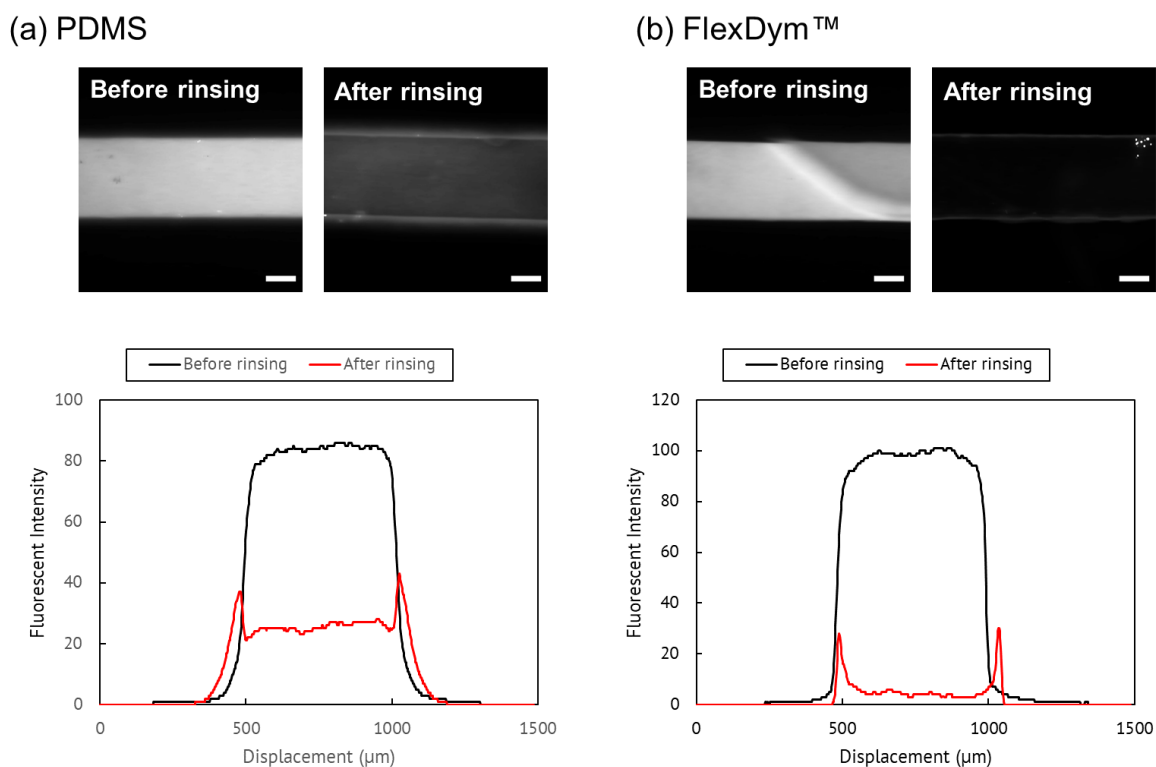 (a) PDMS
Before rinsing
After rinsing
Before rinsing After rinsing
100
80
60
40
20
0
Fluorescent Intensity
0 500 1000 1500
Displacement (µm)
(b) FlexDym™
Before rinsing
After rinsing
Before rinsing After rinsing
120
100
80
60
40
20
0
Fluorescent Intensity
0 500 1000 1500
Displacement (µm)